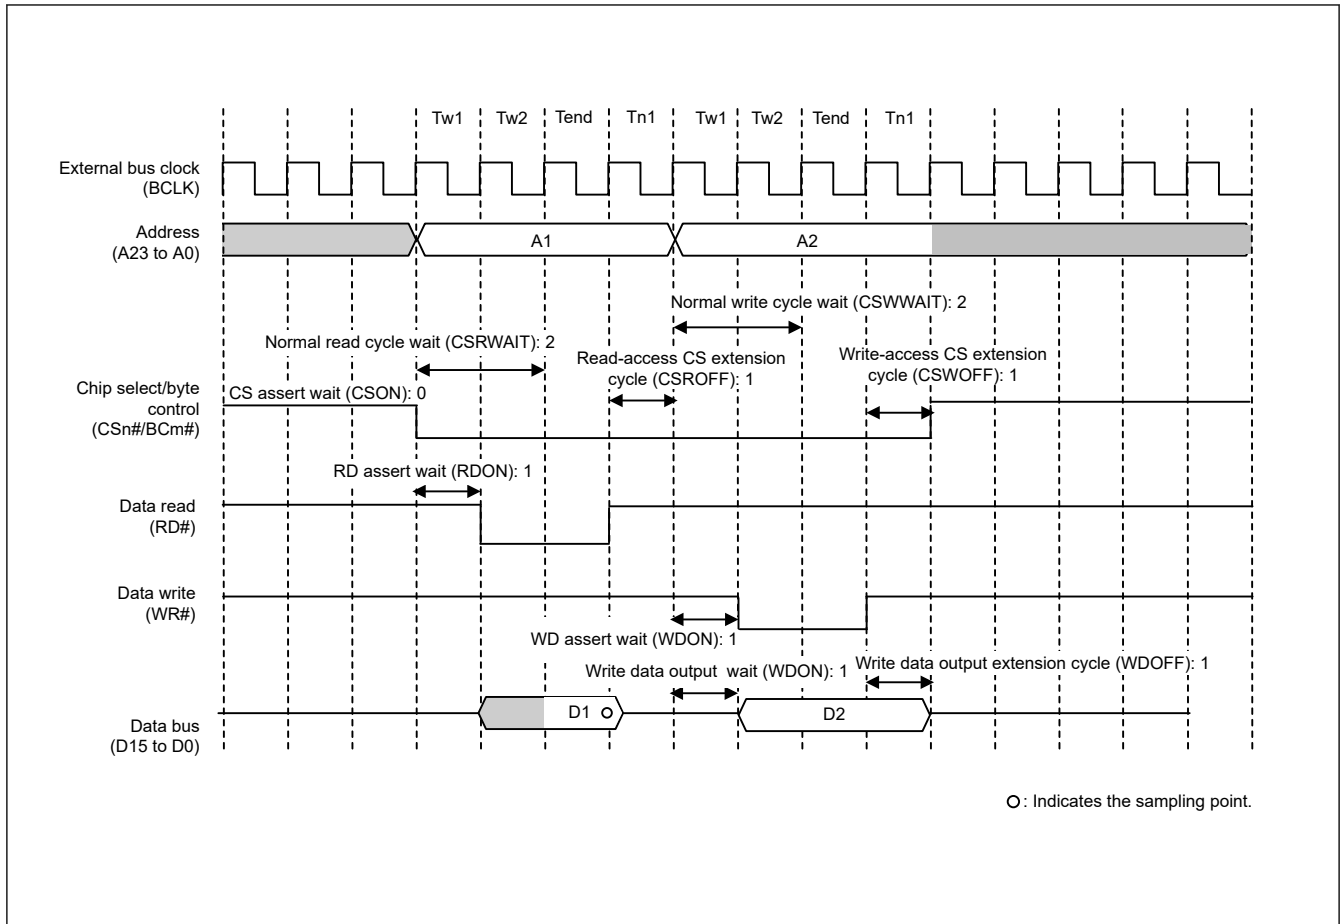 Tw1 Tw2 Tend Tn1 Tw1 Tw2 Tend Tn1
External bus clock
(BCLK)
Address
(A23 to A0)
A1 A2
Normal write cycle wait (CSWWAIT): 2
Normal read cycle wait (CSRWAIT): 2
Read-access CS extension
cycle (CSROFF): 1
Write-access CS extension
cycle (CSWOFF): 1
Chip select/byte
control
(CSn#/BCm#)
CS assert wait (CSON): 0
RD assert wait (RDON): 1
Data read
(RD#)
Data write
(WR#)
WD assert wait (WDON): 1
Write data output wait (WDON): 1
Write data output extension cycle (WDOFF): 1
Data bus
(D15 to D0)
D1 D2
: Indicates the sampling point.